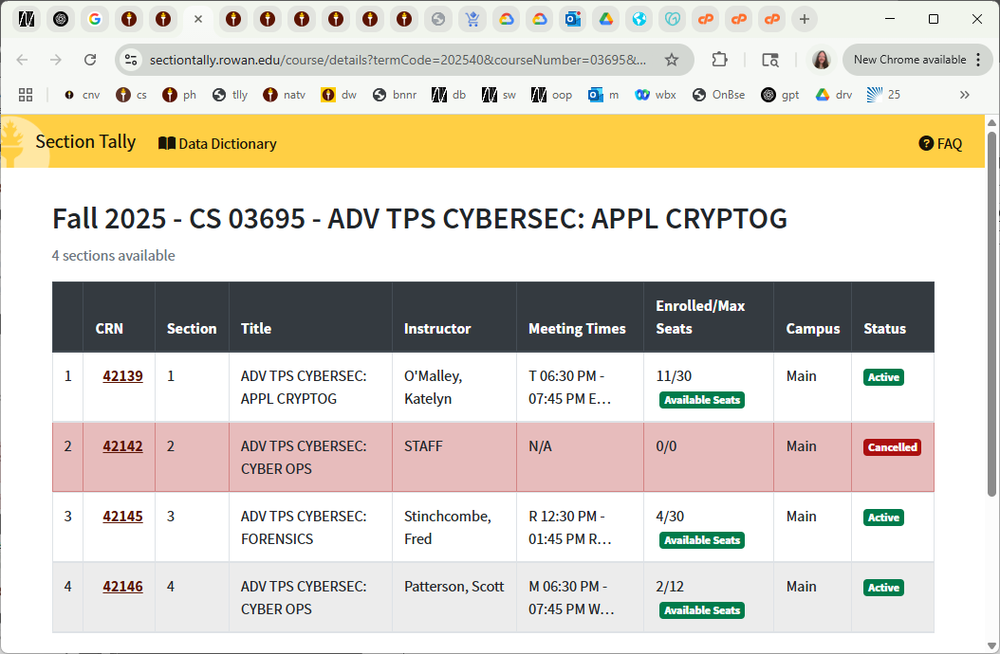 sectiontally.rowan.edu/course/details?termCode=202540&courseNumber=03695&...
New Chrome available
cnv cs ph tlly natv dw bnnr db sw oop m wbx OnBse gpt drv 25
Section Tally Data Dictionary FAQ
Fall 2025 - CS 03695 - ADV TPS CYBERSEC: APPL CRYPTOG
4 sections available
Enrolled/Max
CRN Section Title Instructor Meeting Times Seats Campus Status
1 42139 1 ADV TPS CYBERSEC: O'Malley, T 06:30 PM - 11/30 Main Active
APPL CRYPTOG Katelyn 07:45 PM E... Available Seats
2 42142 2 ADV TPS CYBERSEC: STAFF N/A 0/0 Main Cancelled
CYBER OPS
3 42145 3 ADV TPS CYBERSEC: Stinchcombe, R 12:30 PM - 4/30 Main Active
FORENSICS Fred 01:45 PM R... Available Seats
4 42146 4 ADV TPS CYBERSEC: Patterson, Scott M 06:30 PM - 2/12 Main Active
CYBER OPS 07:45 PM W... Available Seats